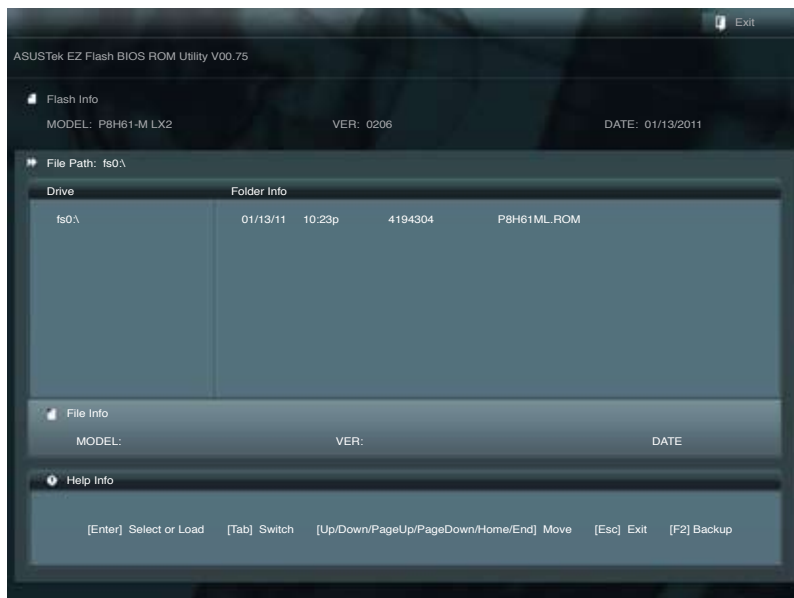 Exit
ASUSTek EZ Flash BIOS ROM Utility V00.75
Flash Info
MODEL: P8H61-M LX2 VER: 0206 DATE: 01/13/2011
File Path: fs0:\
Drive Folder Info
fs0:\ 01/13/11 10:23p 4194304 P8H61ML.ROM
File Info
MODEL: VER: DATE
Help Info
[Enter] Select or Load [Tab] Switch [Up/Down/PageUp/PageDown/Home/End] Move [Esc] Exit [F2] Backup